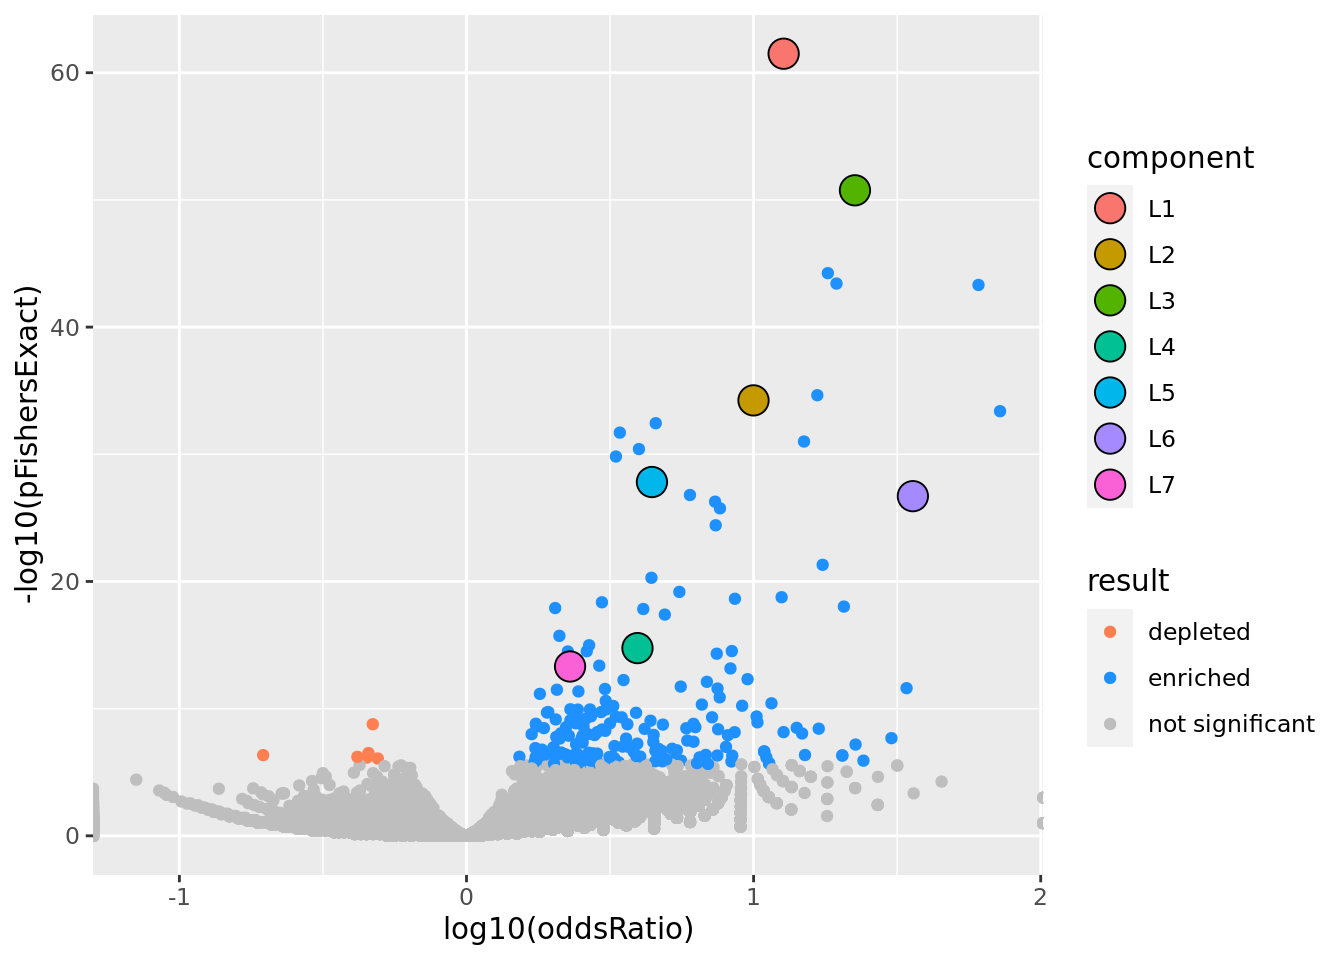 60
40
20
0
-log10(pFishersExact)
-1
0
1
2
log10(oddsRatio)
component
L1
L2
L3
L4
L5
L6
L7
result
depleted
enriched
not significant